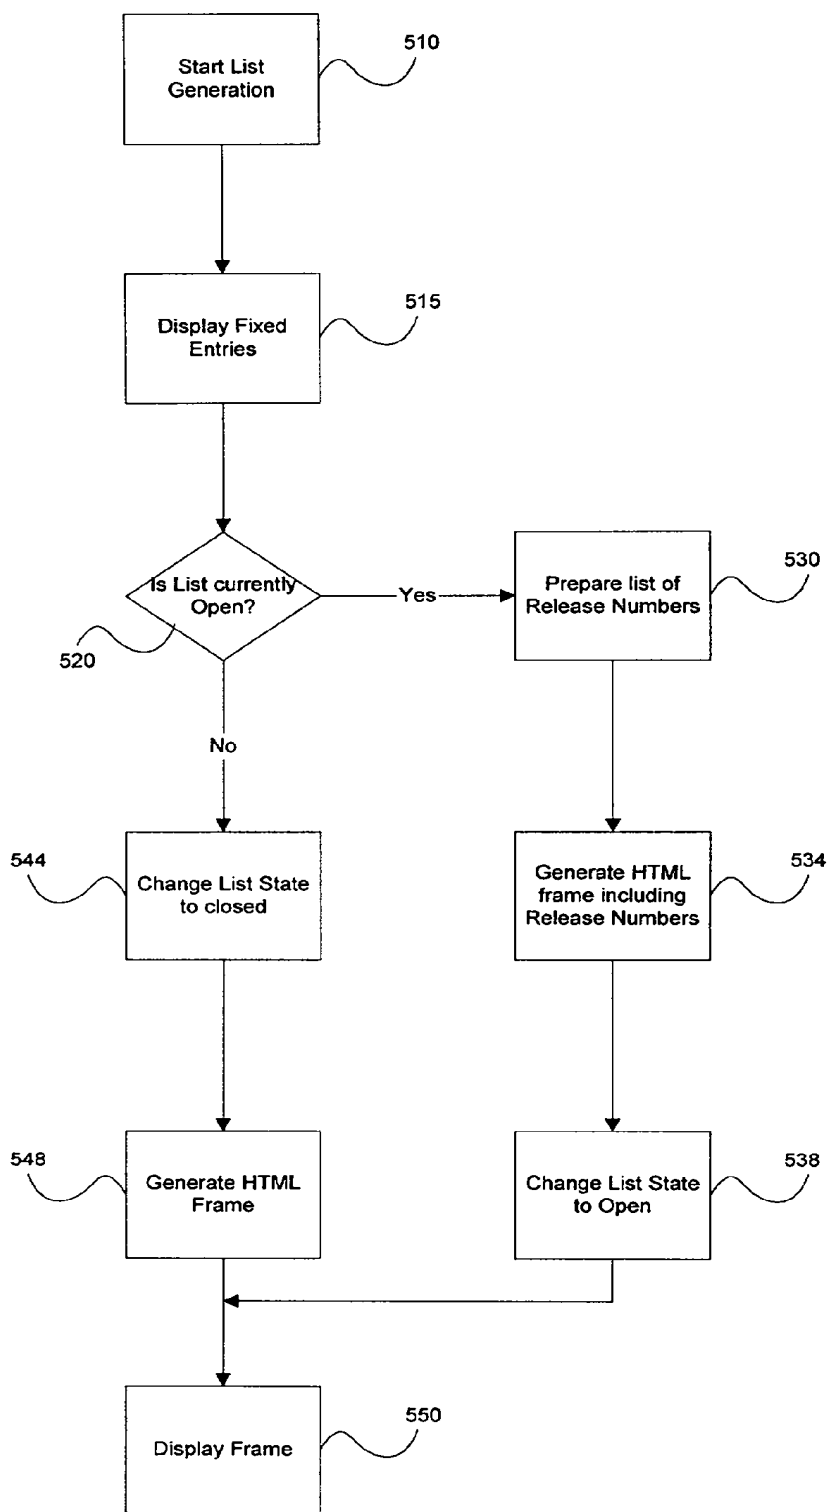 510
Start List
Generation
515
Display Fixed
Entries
Is List currently
Open?
520
Yes
Prepare list of
Release Numbers
530
No
544
Change List State
to closed
Generate HTML
frame including
Release Numbers
534
548
Generate HTML
Frame
Change List State
to Open
538
550
Display Frame